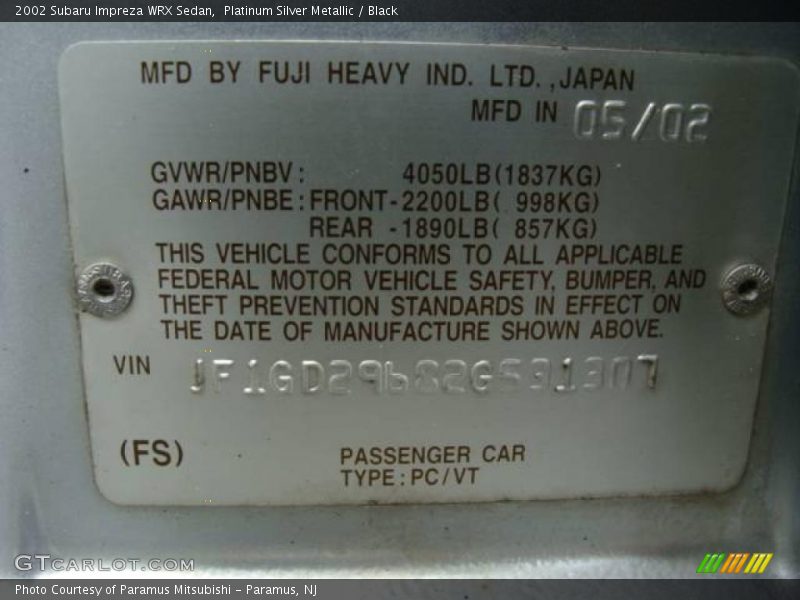 2002 Subaru Impreza WRX Sedan, Platinum Silver Metallic / Black
MFD BY FUJI HEAVY IND. LTD.,JAPAN
MFD IN 05/02
GVWR/PNBV: 4050LB(1837KG)
GAWR/PNBE:FRONT-2200LB( 998KG)
REAR -1890LB( 857KG)
THIS VEHICLE CONFORMS TO ALL APPLICABLE
FEDERAL MOTOR VEHICLE SAFETY, BUMPER, AND
THEFT PREVENTION STANDARDS IN EFFECT ON
THE DATE OF MANUFACTURE SHOWN ABOVE.
VIN JF1GD29682G531307
(FS)
PASSENGER CAR
TYPE:PC/VT
GTCARLOT.COM
Photo Courtesy of Paramus Mitsubishi - Paramus, NJ